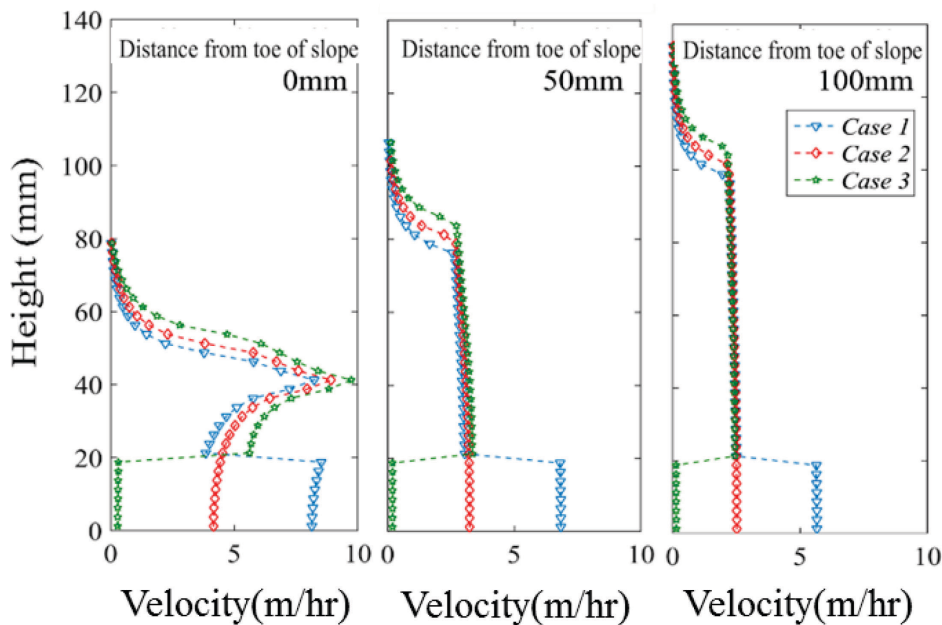 140
120
100
80
60
40
20
0
Height (mm)
Distance from toe of slope
0mm
0
5
10
Velocity(m/hr)
Distance from toe of slope
50mm
0
5
10
Velocity(m/hr)
Distance from toe of slope
100mm
Case 1
Case 2
Case 3
0
5
10
Velocity(m/hr)